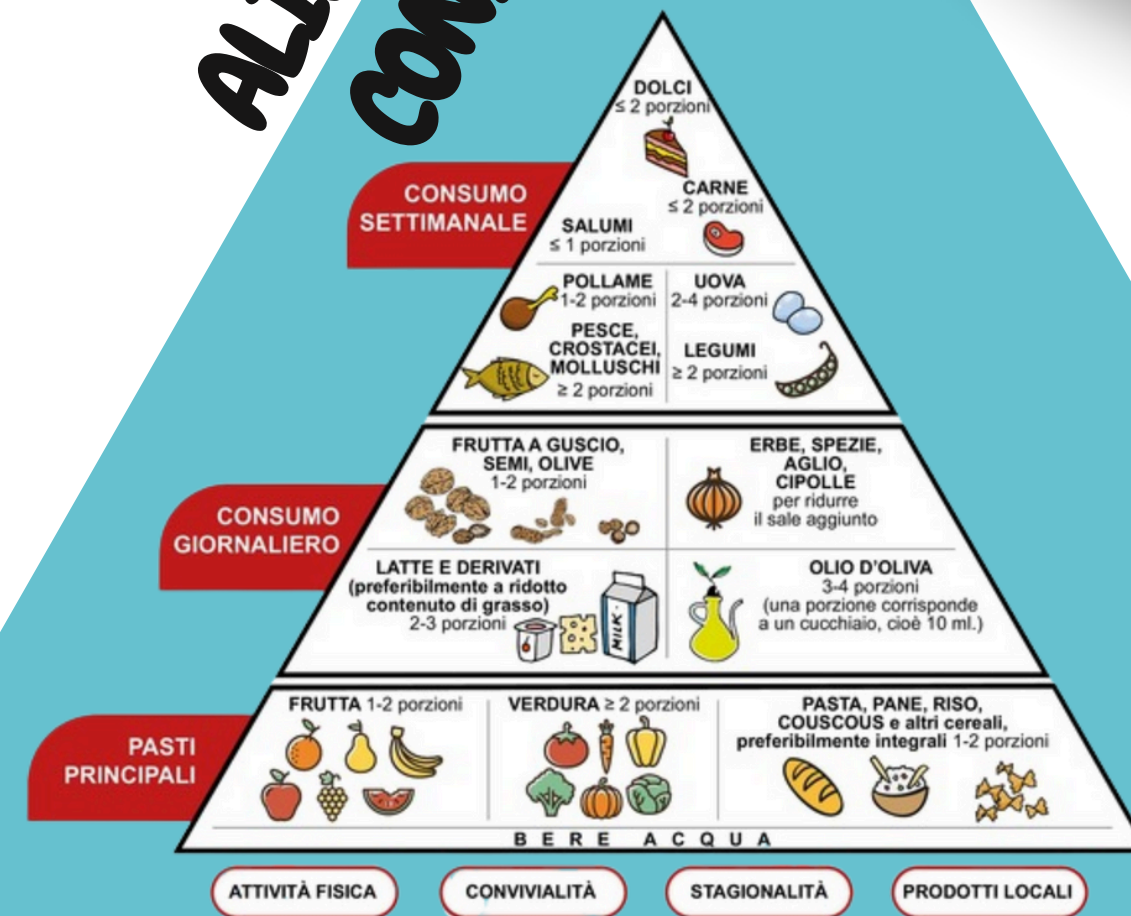 DOLCI
≤ 2 porzioni
CONSUMO
SETTIMANALE
CARNE
≤ 2 porzioni
SALUMI
≤ 1 porzioni
POLLAME
1-2 porzioni
UOVA
2-4 porzioni
PESCE,
CROSTACEI,
MOLLUSCHI
≥ 2 porzioni
LEGUMI
≥ 2 porzioni
CONSUMO
GIORNALIERO
FRUTTA A GUSCIO,
SEMI, OLIVE
1-2 porzioni
ERBE, SPEZIE,
AGLIO,
CIPOLLE
per ridurre
il sale aggiunto
LATTE E DERIVATI
(preferibilmente a ridotto
contenuto di grasso)
2-3 porzioni
MILK
OLIO D'OLIVA
3-4 porzioni
(una porzione corrisponde
a un cucchiaio, cioè 10 ml.)
PASTI
PRINCIPALI
FRUTTA 1-2 porzioni
VERDURA ≥ 2 porzioni
PASTA, PANE, RISO,
COUSCOUS e altri cereali,
preferibilmente integrali 1-2 porzioni
BERE ACQUA
ATTIVITÀ FISICA
CONVIVIALITÀ
STAGIONALITÀ
PRODOTTI LOCALI